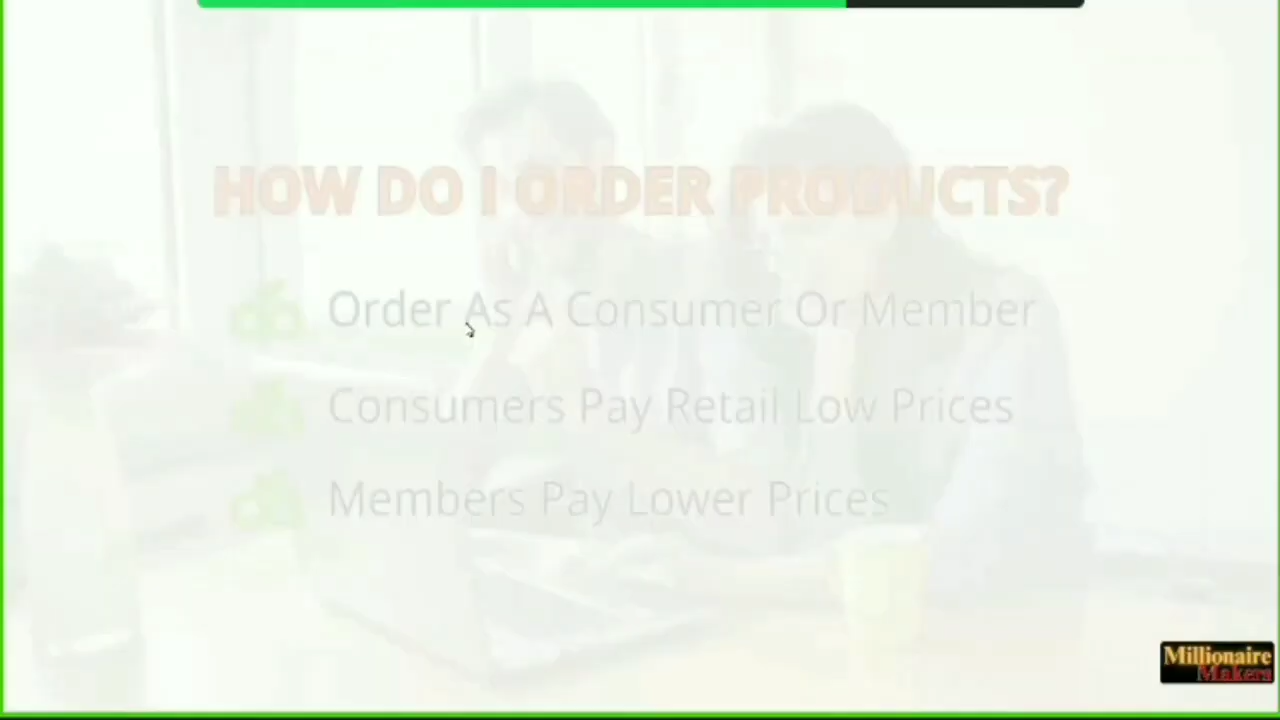 HOW DO I ORDER PRODUCTS?
Order As A Consumer Or Member
Consumers Pay Retail Low Prices
Members Pay Lower Prices
Millionaire
Makers